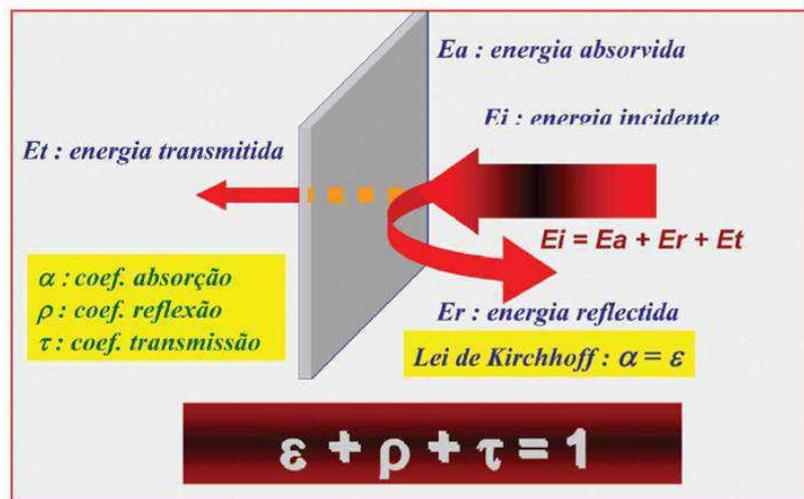 Ea : energia absorvida
Ei : energia incidente
Et : energia transmitida
Ei = Ea + Er + Et
α : coef. absorção
ρ : coef. reflexão
τ : coef. transmissão
Er : energia reflectida
Lei de Kirchhoff : α = ε
ε + ρ + τ = 1